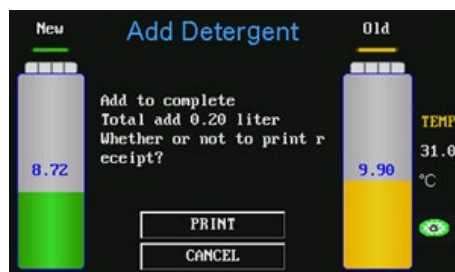 New
Add Detergent
Old
Add to complete
Total add 0.20 liter
Whether or not to print r
eceipt?
TEMP
31.0
°C
8.72
9.90
PRINT
CANCEL